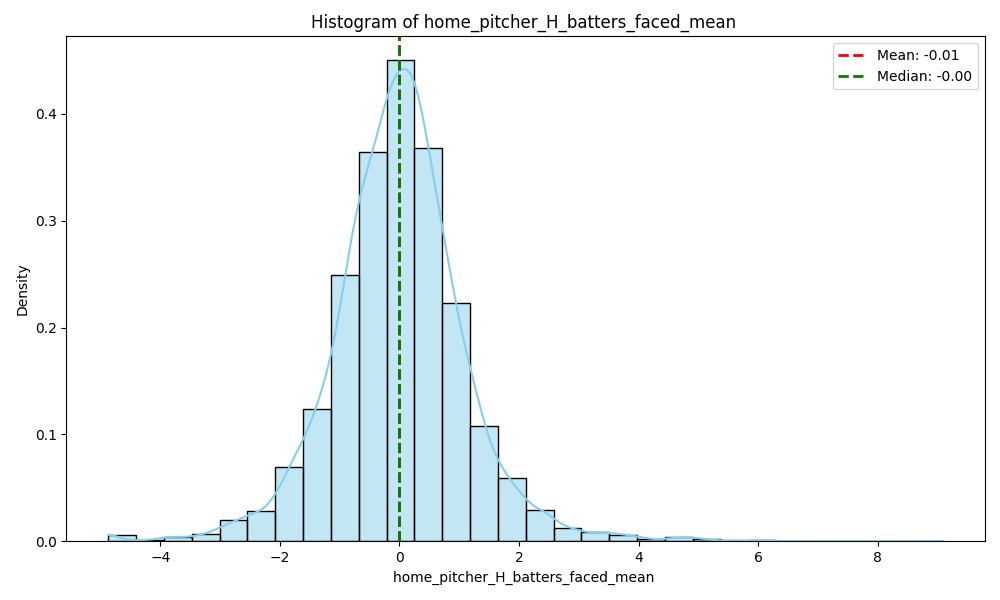 Histogram of home_pitcher_H_batters_faced_mean
Mean: -0.01
Median: -0.00
Density
0.4
0.3
0.2
0.1
0.0
−4
−2
0
2
4
6
8
home_pitcher_H_batters_faced_mean